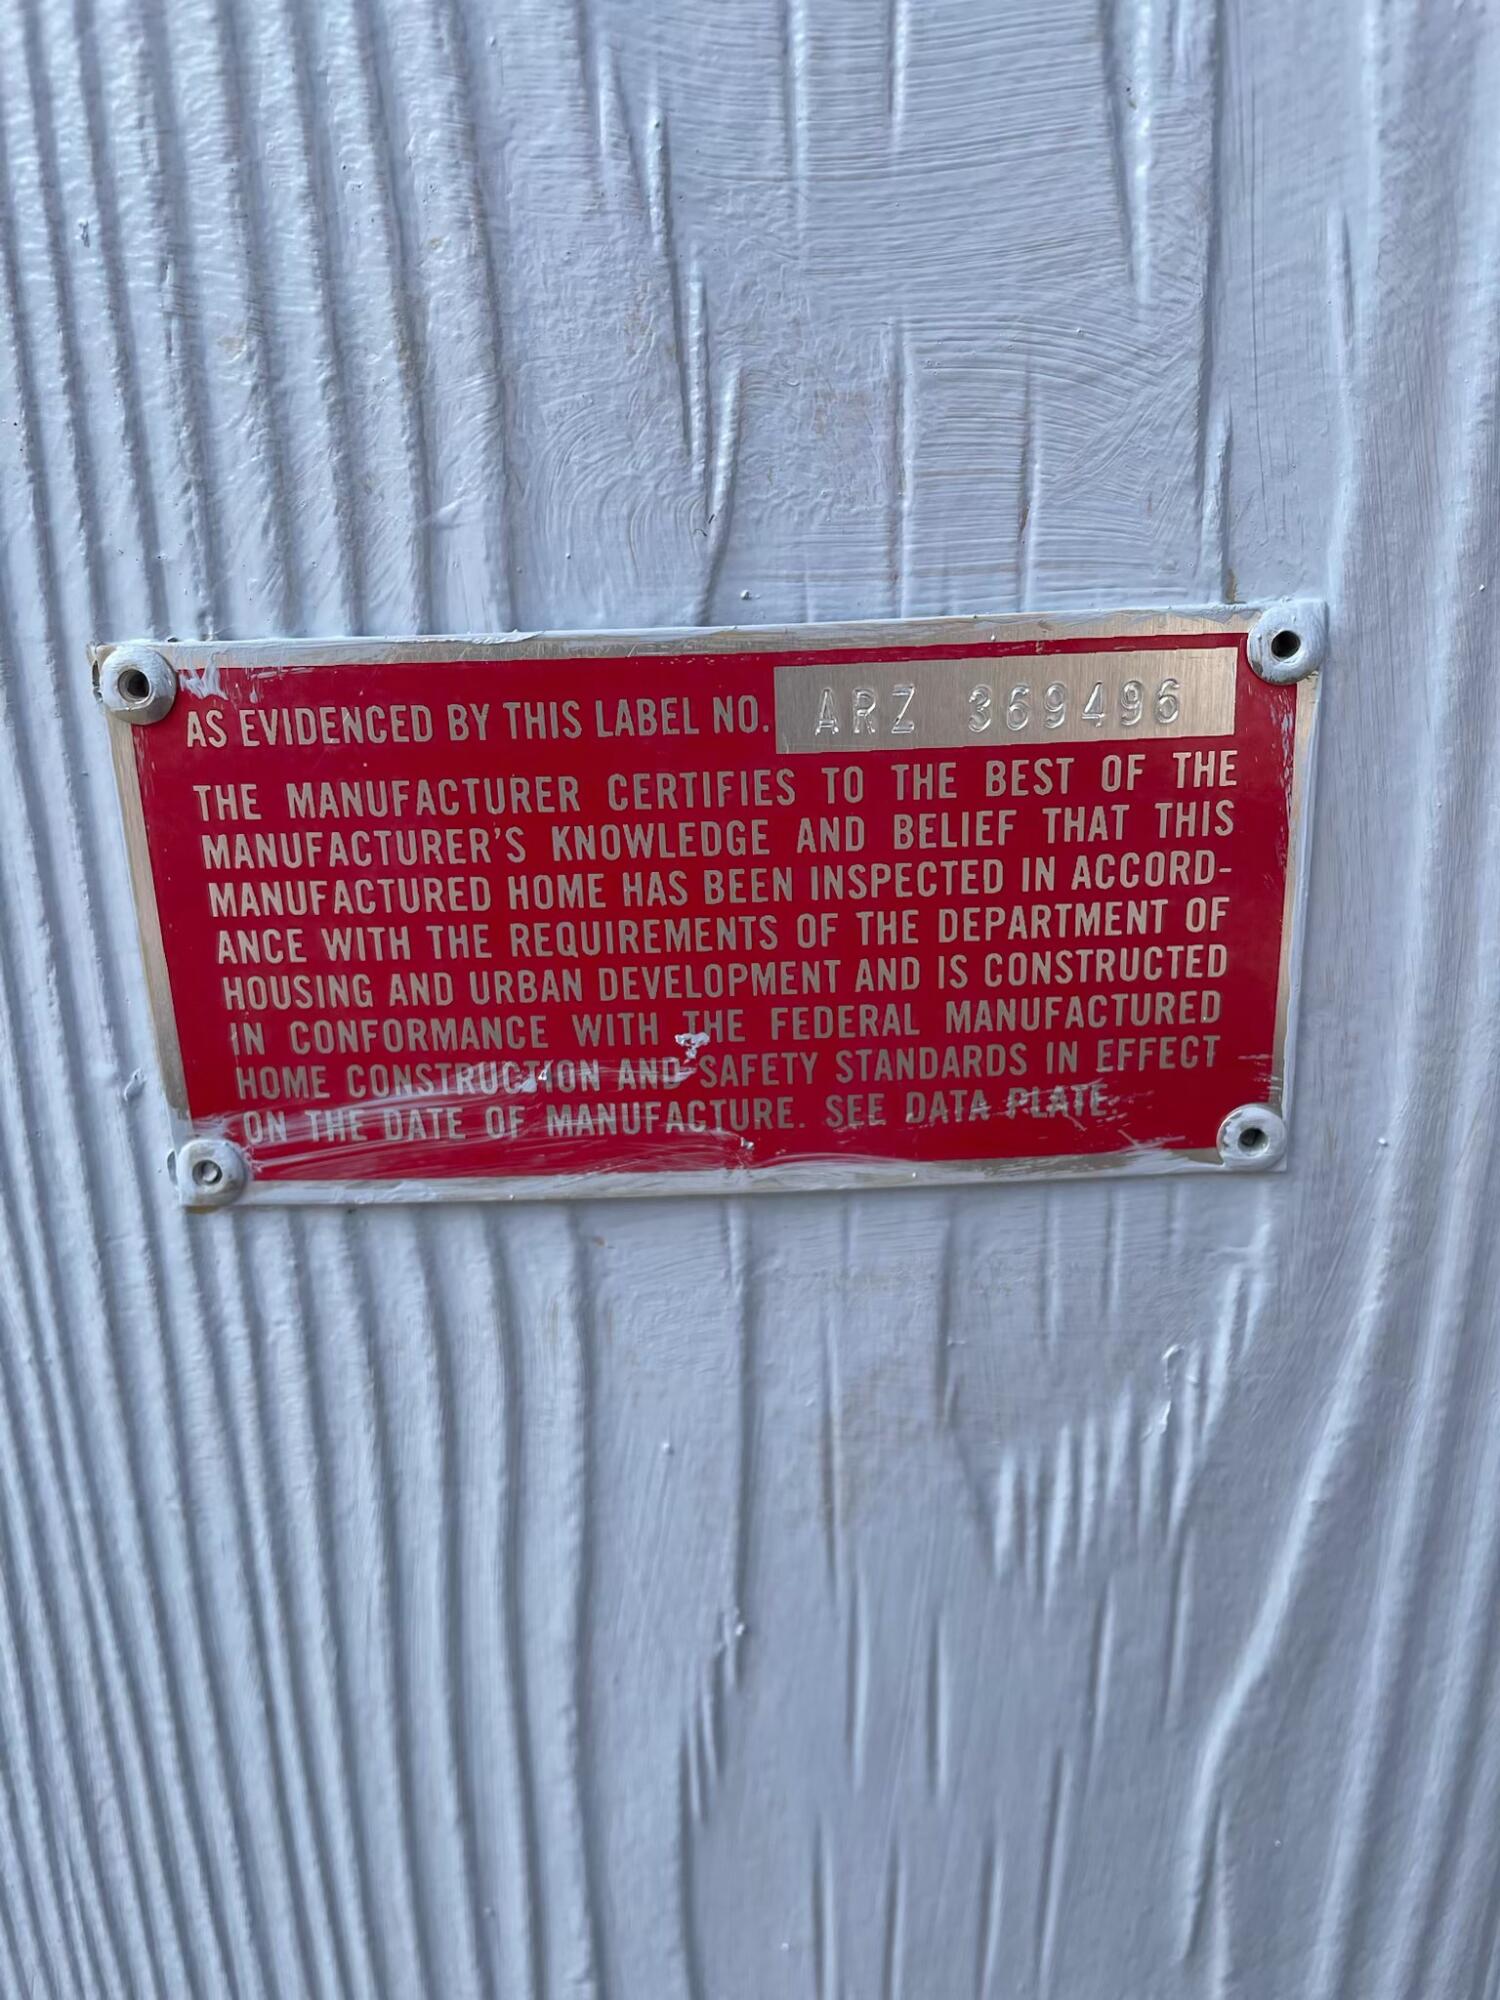 AS EVIDENCED BY THIS LABEL NO. ARZ 369496
THE MANUFACTURER CERTIFIES TO THE BEST OF THE
MANUFACTURER'S KNOWLEDGE AND BELIEF THAT THIS
MANUFACTURED HOME HAS BEEN INSPECTED IN ACCORD-
ANCE WITH THE REQUIREMENTS OF THE DEPARTMENT OF
HOUSING AND URBAN DEVELOPMENT AND IS CONSTRUCTED
IN CONFORMANCE WITH THE FEDERAL MANUFACTURED
HOME CONSTRUCTION AND SAFETY STANDARDS IN EFFECT
ON THE DATE OF MANUFACTURE. SEE DATA PLATE.